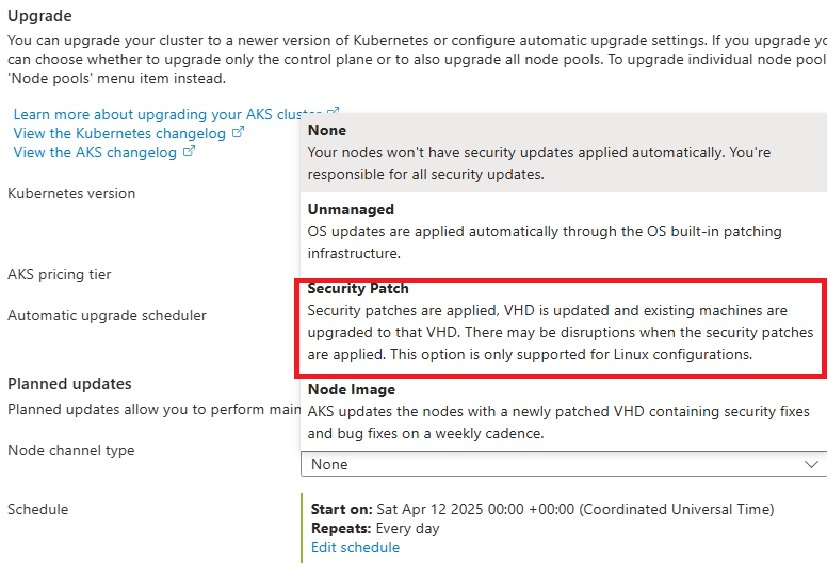 Upgrade
You can upgrade your cluster to a newer version of Kubernetes or configure automatic upgrade settings. If you upgrade
can choose whether to upgrade only the control plane or to also upgrade all node pools. To upgrade individual node pool
'Node pools' menu item instead.
Learn more about upgrading your AKS cluster
View the Kubernetes changelog
View the AKS changelog
None
Your nodes won't have security updates applied automatically. You're
responsible for all security updates.
Kubernetes version
Unmanaged
OS updates are applied automatically through the OS built-in patching
infrastructure.
AKS pricing tier
Security Patch
Security patches are applied, VHD is updated and existing machines are
upgraded to that VHD. There may be disruptions when the security patches
are applied. This option is only supported for Linux configurations.
Automatic upgrade scheduler
Planned updates
Planned updates allow you to perform main
Node Image
AKS updates the nodes with a newly patched VHD containing security fixes
and bug fixes on a weekly cadence.
Node channel type
None
Schedule
Start on: Sat Apr 12 2025 00:00 +00:00 (Coordinated Universal Time)
Repeats: Every day
Edit schedule